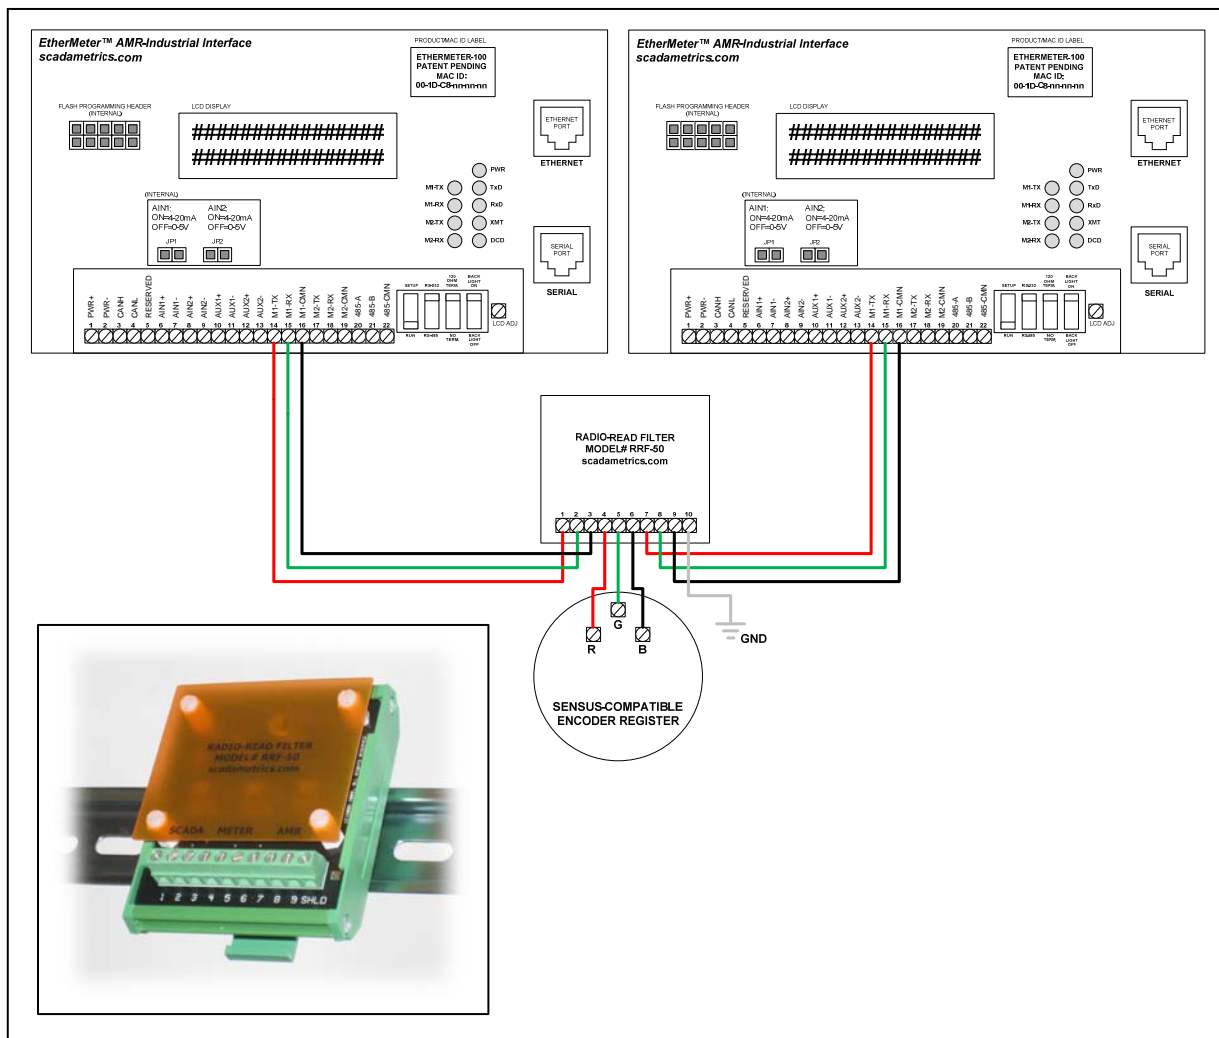 EtherMeter™ AMR-Industrial Interface
scadametrics.com
PRODUCT/MAC ID LABEL
ETHERMETER-100
PATENT PENDING
MAC ID:
00-1D-C8-nn-nn-nn
FLASH PROGRAMMING HEADER
(INTERNAL)
LCD DISPLAY
####################
####################
ETHERNET
PORT
ETHERNET
PWR
M1-TX TxD
M1-RX RxD
M2-TX XMT
M2-RX DCD
(INTERNAL)
AIN1: AIN2:
ON=4-20mA ON=4-20mA
OFF=0-5V OFF=0-5V
JP1 JP2
SERIAL
PORT
SERIAL
PWR+ PWR- CANH CANL RESERVED AIN1+ AIN1- AIN2+ AIN2- AUX1+ AUX1- AUX2+ AUX2- M1-TX M1-RX M1-CMN M2-TX M2-RX M2-CMN 485-A 485-B 485-CMN
1 2 3 4 5 6 7 8 9 10 11 12 13 14 15 16 17 18 19 20 21 22
SETUP RS232 120 OHM TERM. BACK LIGHT ON
RUN RS485 NO TERM. BACK LIGHT OFF
LCD ADJ
EtherMeter™ AMR-Industrial Interface
scadametrics.com
PRODUCT/MAC ID LABEL
ETHERMETER-100
PATENT PENDING
MAC ID:
00-1D-C8-nn-nn-nn
FLASH PROGRAMMING HEADER
(INTERNAL)
LCD DISPLAY
####################
####################
ETHERNET
PORT
ETHERNET
PWR
M1-TX TxD
M1-RX RxD
M2-TX XMT
M2-RX DCD
(INTERNAL)
AIN1: AIN2:
ON=4-20mA ON=4-20mA
OFF=0-5V OFF=0-5V
JP1 JP2
SERIAL
PORT
SERIAL
PWR+ PWR- CANH CANL RESERVED AIN1+ AIN1- AIN2+ AIN2- AUX1+ AUX1- AUX2+ AUX2- M1-TX M1-RX M1-CMN M2-TX M2-RX M2-CMN 485-A 485-B 485-CMN
1 2 3 4 5 6 7 8 9 10 11 12 13 14 15 16 17 18 19 20 21 22
SETUP RS232 120 OHM TERM. BACK LIGHT ON
RUN RS485 NO TERM. BACK LIGHT OFF
LCD ADJ
RADIO-READ FILTER
MODEL# RRF-50
scadametrics.com
1 2 3 4 5 6 7 8 9 10
G
R B
GND
SENSUS-COMPATIBLE
ENCODER REGISTER
RADIO-READ FILTER
MODEL# RRF-50
scadametrics.com
SCADA METER AMR
1 2 3 4 5 6 7 8 9 SHLD